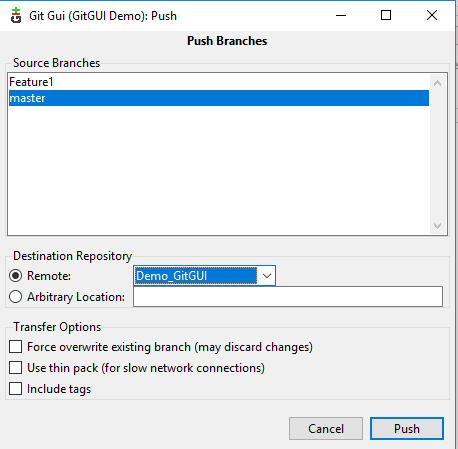 Git Gui (GitGUI Demo): Push
Push Branches
Source Branches
Feature1
master
Destination Repository
Remote: Demo_GitGUI
Arbitrary Location:
Transfer Options
Force overwrite existing branch (may discard changes)
Use thin pack (for slow network connections)
Include tags
Cancel Push